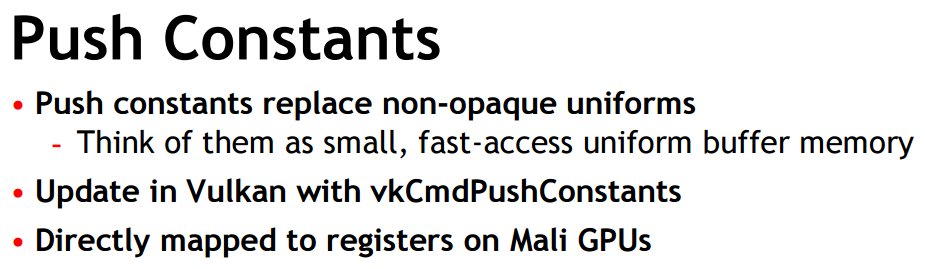 Push Constants
• Push constants replace non-opaque uniforms
- Think of them as small, fast-access uniform buffer memory
• Update in Vulkan with vkCmdPushConstants
• Directly mapped to registers on Mali GPUs